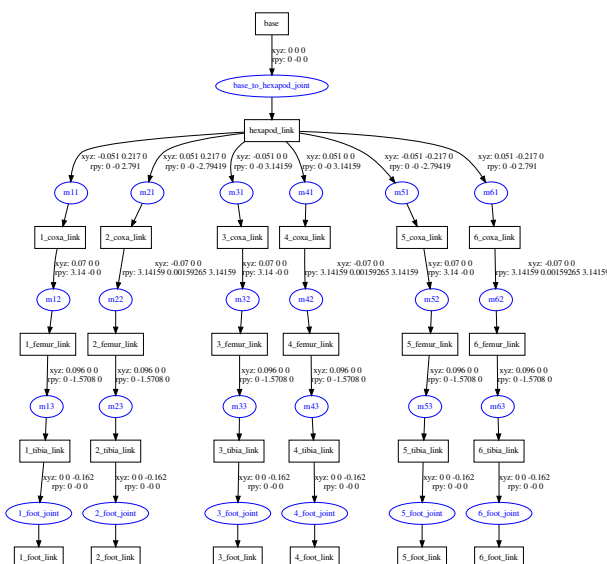 base
xyz: 0 0 0
rpy: 0 -0 0
base_to_hexapod_joint
hexapod_link
xyz: -0.051 0.217 0
rpy: 0 -0 2.791
xyz: 0.051 0.217 0
rpy: 0 -0 -2.79419
xyz: -0.051 0 0
rpy: 0 -0 3.14159
xyz: 0.051 0 0
rpy: 0 -0 -3.14159
xyz: -0.051 -0.217 0
rpy: 0 -0 -2.79419
xyz: 0.051 -0.217 0
rpy: 0 -0 -2.791
m11
m21
m31
m41
m51
m61
1_coxa_link
2_coxa_link
3_coxa_link
4_coxa_link
5_coxa_link
6_coxa_link
xyz: 0.07 0 0
rpy: 3.14 -0 0
xyz: -0.07 0 0
rpy: 3.14159 0.00159265 3.14159
xyz: 0.07 0 0
rpy: 3.14 -0 0
xyz: -0.07 0 0
rpy: 3.14159 0.00159265 3.14159
xyz: 0.07 0 0
rpy: 3.14 -0 0
xyz: -0.07 0 0
rpy: 3.14159 0.00159265 3.14159
m12
m22
m32
m42
m52
m62
1_femur_link
2_femur_link
3_femur_link
4_femur_link
5_femur_link
6_femur_link
xyz: 0.096 0 0
rpy: 0 -1.5708 0
xyz: 0.096 0 0
rpy: 0 -1.5708 0
xyz: 0.096 0 0
rpy: 0 -1.5708 0
xyz: 0.096 0 0
rpy: 0 -1.5708 0
xyz: 0.096 0 0
rpy: 0 -1.5708 0
xyz: 0.096 0 0
rpy: 0 -1.5708 0
m13
m23
m33
m43
m53
m63
1_tibia_link
2_tibia_link
3_tibia_link
4_tibia_link
5_tibia_link
6_tibia_link
xyz: 0 0 -0.162
rpy: 0 -0 0
xyz: 0 0 -0.162
rpy: 0 -0 0
xyz: 0 0 -0.162
rpy: 0 -0 0
xyz: 0 0 -0.162
rpy: 0 -0 0
xyz: 0 0 -0.162
rpy: 0 -0 0
xyz: 0 0 -0.162
rpy: 0 -0 0
1_foot_joint
2_foot_joint
3_foot_joint
4_foot_joint
5_foot_joint
6_foot_joint
1_foot_link
2_foot_link
3_foot_link
4_foot_link
5_foot_link
6_foot_link